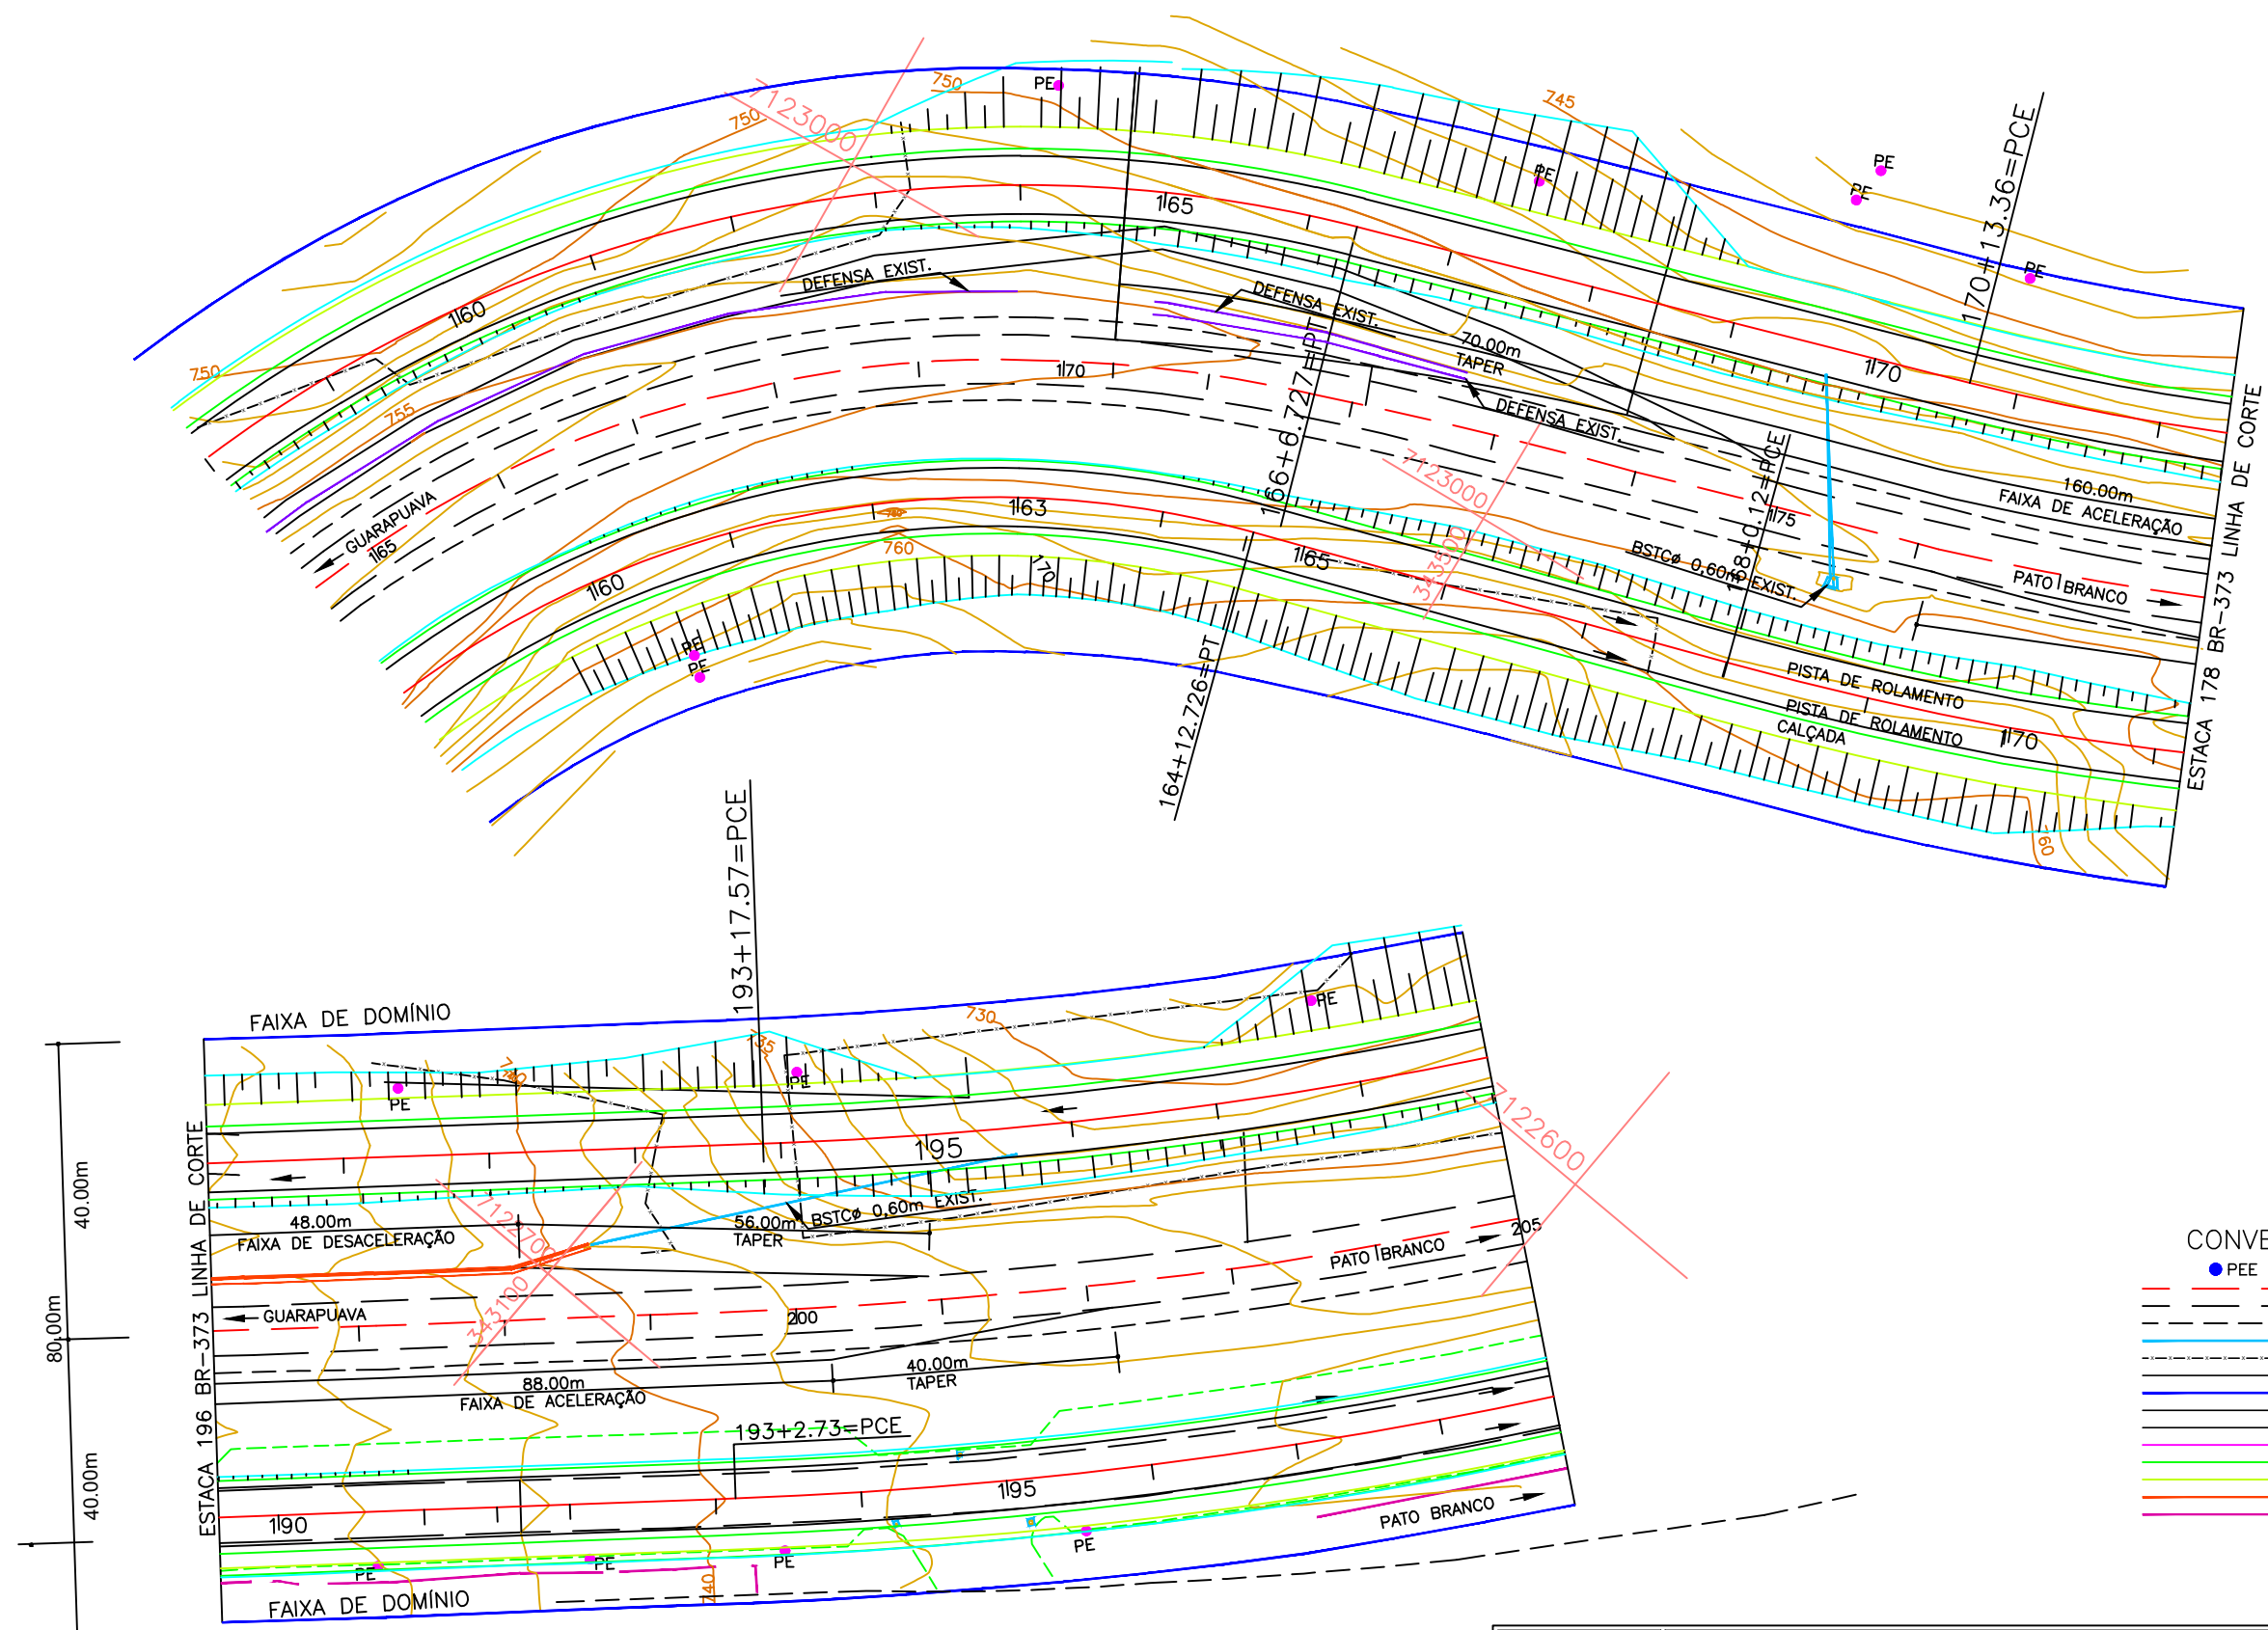 7123000
750
750
PE
745
PE
PE
PE
170+13.36=PCE
PE
165
160
DEFENSA EXIST.
DEFENSA EXIST.
70.00m
TAPER
170
750
755
170
DEFENSA EXIST.
166+6.727=PT
7123000
343500
168+0.12=PCE
175
160.00m
FAIXA DE ACELERAÇÃO
GUARAPUAVA
165
163
760
165
160
170
BSTCø 0,60m EXIST.
PATO BRANCO
ESTACA 178 BR-373 LINHA DE CORTE
PE
PE
164+12.726=PT
PISTA DE ROLAMENTO
PISTA DE ROLAMENTO
CALÇADA
170
760
193+17.57=PCE
FAIXA DE DOMÍNIO
735
730
PE
740
PE
PE
7122600
195
40.00m
80.00m
40.00m
ESTACA 196 BR-373 LINHA DE CORTE
48.00m
FAIXA DE DESACELERAÇÃO
7122700
343100
56.00m
TAPER
BSTCø 0,60m EXIST.
PATO BRANCO
205
GUARAPUAVA
200
88.00m
FAIXA DE ACELERAÇÃO
40.00m
TAPER
193+2.73=PCE
195
190
PATO BRANCO
PE
PE
PE
PE
740
FAIXA DE DOMÍNIO
CONVE
PEE